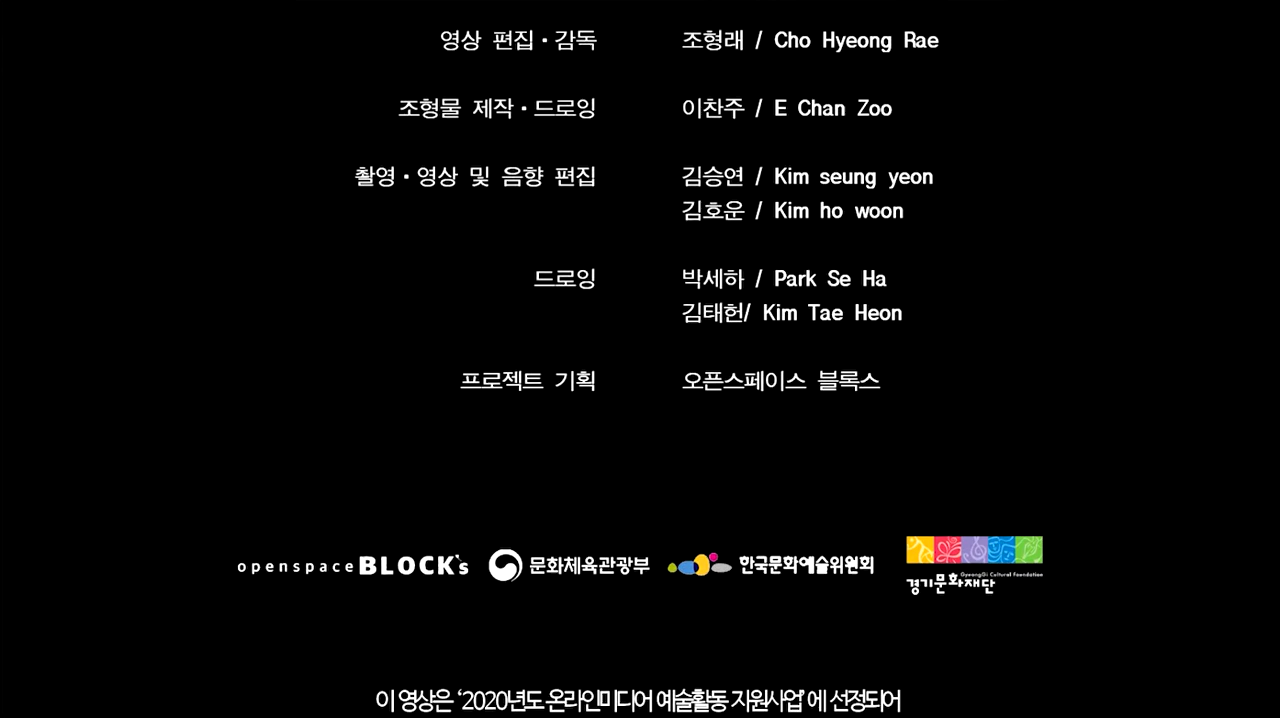 영상 편집·감독 조형래 / Cho Hyeong Rae
조형물 제작·드로잉 이찬주 / E Chan Zoo
촬영·영상 및 음향 편집 김승연 / Kim seung yeon
김호운 / Kim ho woon
드로잉 박세하 / Park Se Ha
김태헌/ Kim Tae Heon
프로젝트 기획 오픈스페이스 블록스
openspace BLOCK's 문화체육관광부 한국문화예술위원회 GyeongGi Cultural Foundation 경기문화재단
이 영상은 ‘2020년도 온라인미디어 예술활동 지원사업’에 선정되어